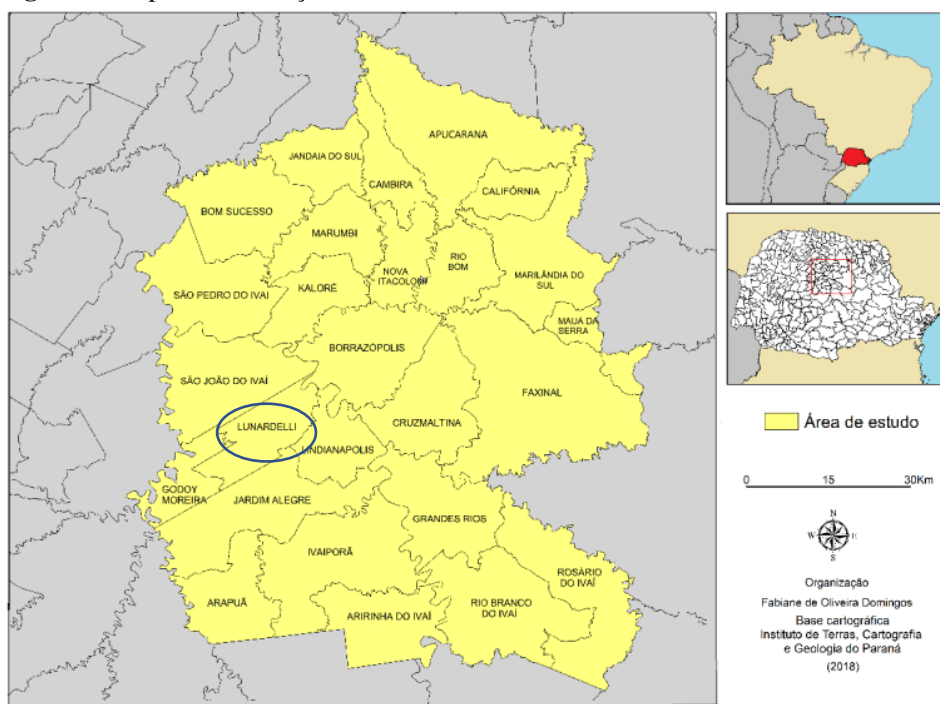 APUCARANA
JANDAIA DO SUL
CAMBIRA
CALIFÓRNIA
BOM SUCESSO
MARUMBI
RIO
BOM
NOVA
MARILÂNDIA DO
SUL
SÃO PEDRO DO IVAÍ
KALORÉ
MAUÁ DA
SERRA
BORRAZÓPOLIS
SÃO JOÃO DO IVAÍ
FAXINAL
LUNARDELLI
CRUZMALTINA
LINDIANAPOLIS
GODOY
MOREIRA
JARDIM ALEGRE
GRANDES RIOS
IVAIPORÃ
ROSÁRIO
DO IVAÍ
ARAPUÃ
ARIRINHA DO IVAÍ
RIO BRANCO
DO IVAÍ
Área de estudo
0 15 30Km
N
W E
S
Organização
Fabiane de Oliveira Domingos
Base cartográfica
Instituto de Terras, Cartografia
e Geologia do Paraná
(2018)